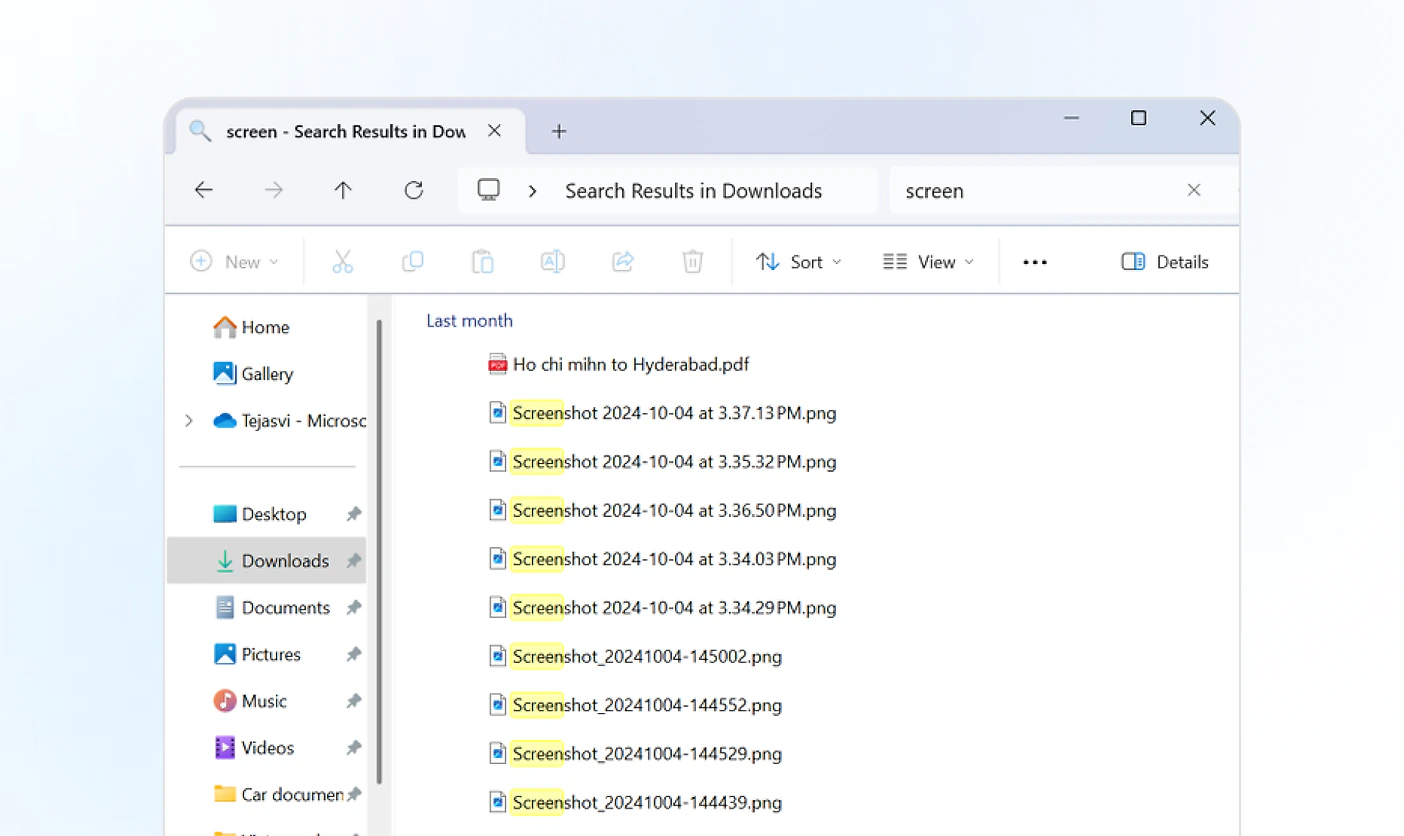 screen - Search Results in Dow
Search Results in Downloads
screen
New
Sort
View
Details
Home
Gallery
Tejasvi - Microsc
Desktop
Downloads
Documents
Pictures
Music
Videos
Car documen
Last month
PDF
Ho chi mihn to Hyderabad.pdf
Screenshot 2024-10-04 at 3.37.13 PM.png
Screenshot 2024-10-04 at 3.35.32 PM.png
Screenshot 2024-10-04 at 3.36.50 PM.png
Screenshot 2024-10-04 at 3.34.03 PM.png
Screenshot 2024-10-04 at 3.34.29 PM.png
Screenshot_20241004-145002.png
Screenshot_20241004-144552.png
Screenshot_20241004-144529.png
Screenshot_20241004-144439.png